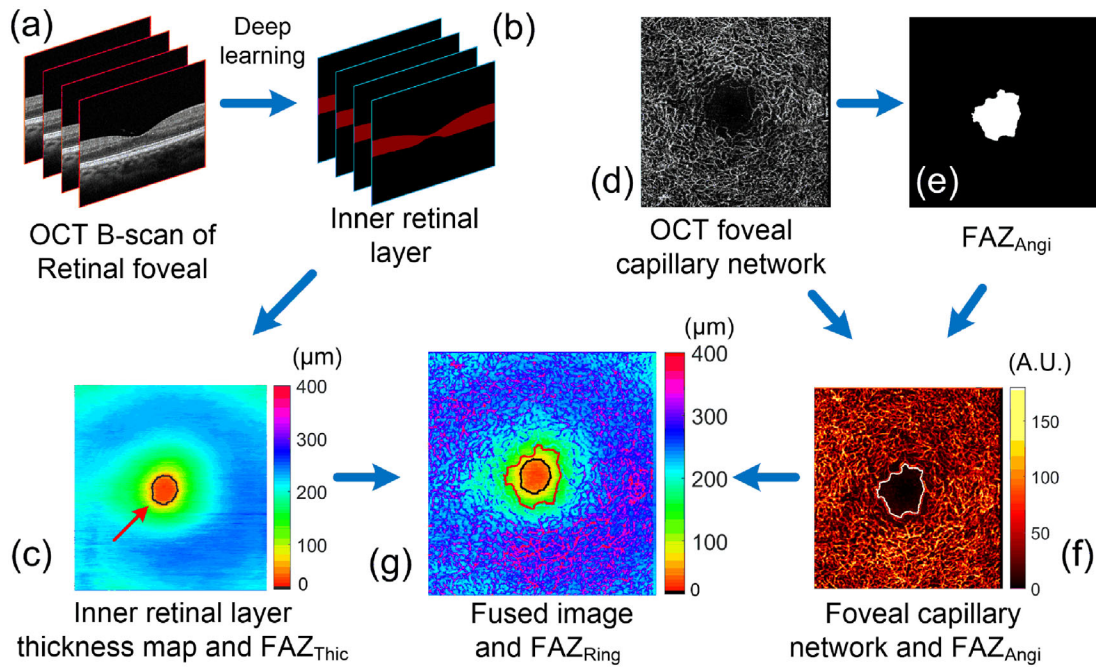 (a)
Deep
learning
(b)
OCT B-scan of
Retinal foveal
Inner retinal
layer
(d)
OCT foveal
capillary network
(e)
FAZAngi
(µm)
400
300
200
100
0
(c)
Inner retinal layer
thickness map and FAZThic
(µm)
400
300
200
100
0
(g)
Fused image
and FAZRing
(A.U.)
150
100
50
0
(f)
Foveal capillary
network and FAZAngi